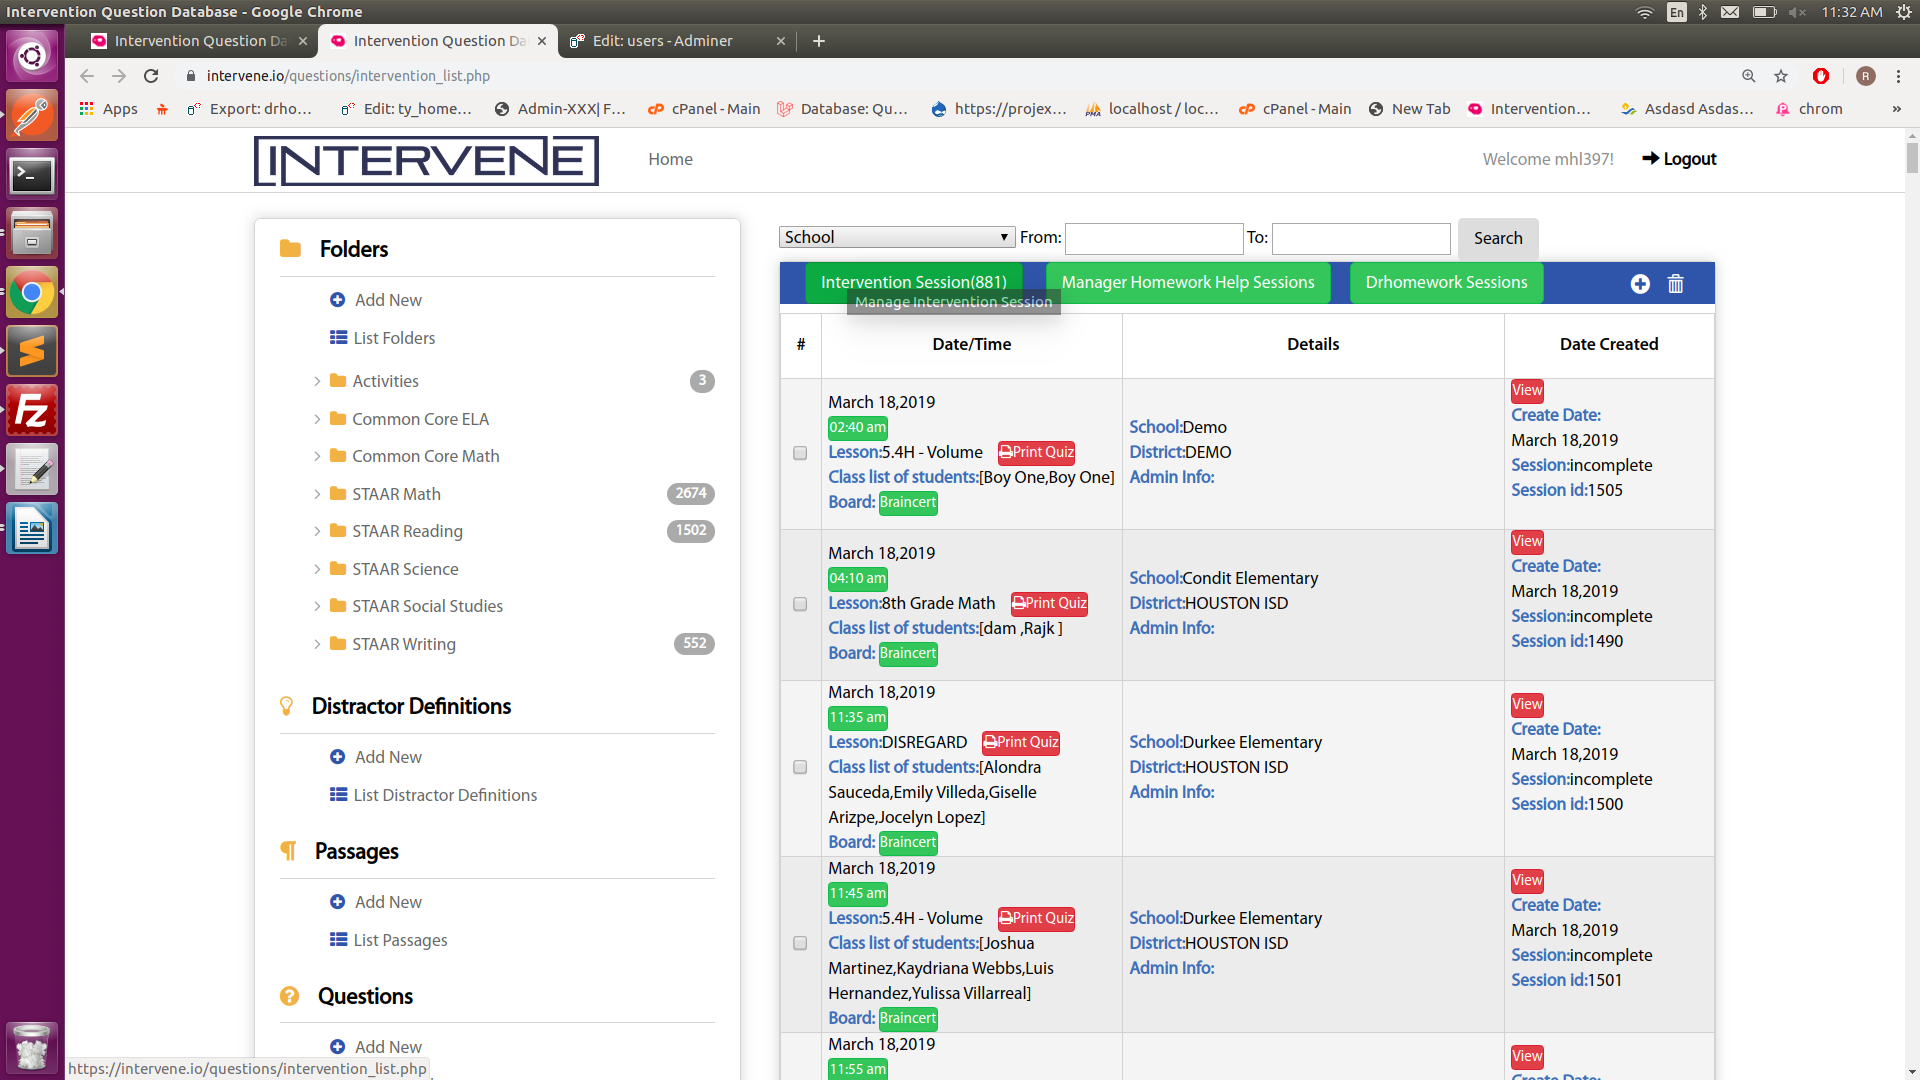 Intervention Question Database - Google Chrome
En
11:32 AM
Intervention Question Da
Intervention Question Da
Edit: users - Adminer
intervene.io/questions/intervention_list.php
R
Apps
Export: drho...
Edit: ty_home...
Admin-XXX| F...
cPanel - Main
Database: Qu...
https://projex...
localhost / loc...
cPanel - Main
New Tab
Intervention...
Asdasd Asdas...
chrom
»
INTERVENE
Home
Welcome mhl397!
Logout
Folders
Add New
List Folders
Activities 3
Common Core ELA
Common Core Math
STAAR Math 2674
STAAR Reading 1502
STAAR Science
STAAR Social Studies
STAAR Writing 552
Distractor Definitions
Add New
List Distractor Definitions
Passages
Add New
List Passages
Questions
Add New
School From: To: Search
Intervention Session(881) Manager Homework Help Sessions Drhomework Sessions
Manage Intervention Session
# Date/Time Details Date Created
March 18,2019
02:40 am
Lesson:5.4H - Volume Print Quiz
Class list of students:[Boy One,Boy One]
Board: Braincert
School:Demo
District:DEMO
Admin Info:
View
Create Date:
March 18,2019
Session:incomplete
Session id:1505
March 18,2019
04:10 am
Lesson:8th Grade Math Print Quiz
Class list of students:[dam ,Rajk ]
Board: Braincert
School:Condit Elementary
District:HOUSTON ISD
Admin Info:
View
Create Date:
March 18,2019
Session:incomplete
Session id:1490
March 18,2019
11:35 am
Lesson:DISREGARD Print Quiz
Class list of students:[Alondra
Sauceda,Emily Villeda,Giselle
Arizpe,Jocelyn Lopez]
Board: Braincert
School:Durkee Elementary
District:HOUSTON ISD
Admin Info:
View
Create Date:
March 18,2019
Session:incomplete
Session id:1500
March 18,2019
11:45 am
Lesson:5.4H - Volume Print Quiz
Class list of students:[Joshua
Martinez,Kaydriana Webbs,Luis
Hernandez,Yulissa Villarreal]
Board: Braincert
School:Durkee Elementary
District:HOUSTON ISD
Admin Info:
View
Create Date:
March 18,2019
Session:incomplete
Session id:1501
March 18,2019
11:55 am
View
Create Date:
https://intervene.io/questions/intervention_list.php